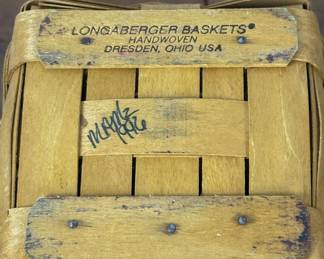 LONGABERGER BASKETS®
HANDWOVEN
DRESDEN, OHIO USA